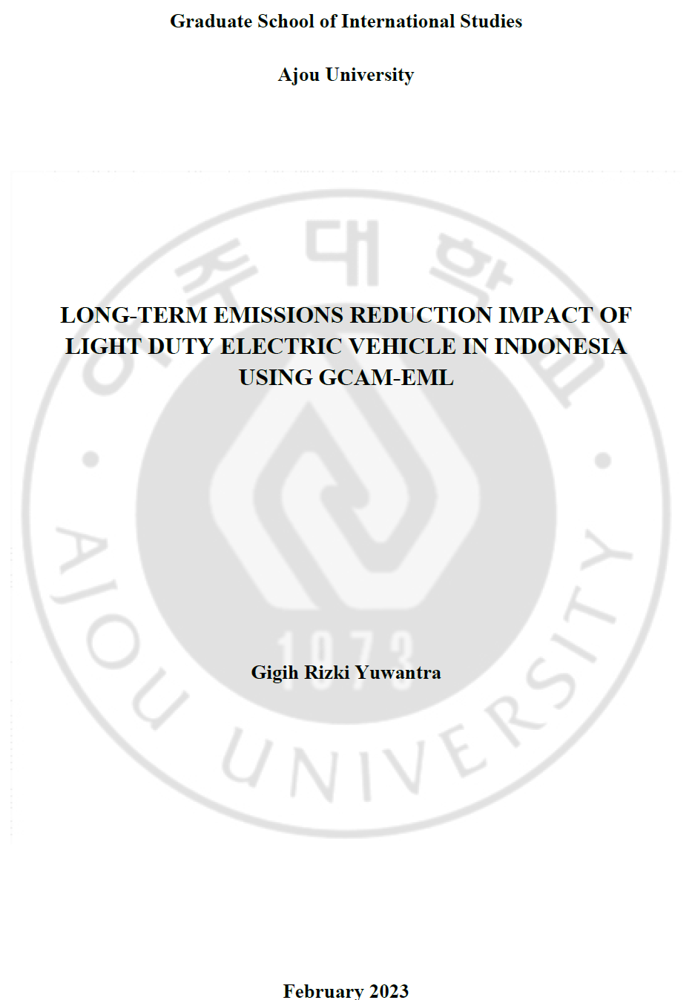 Graduate School of International Studies
Ajou University
아주대학교
LONG-TERM EMISSIONS REDUCTION IMPACT OF
LIGHT DUTY ELECTRIC VEHICLE IN INDONESIA
USING GCAM-EML
1973
Gigih Rizki Yuwantra
AJOU UNIVERSITY
February 2023